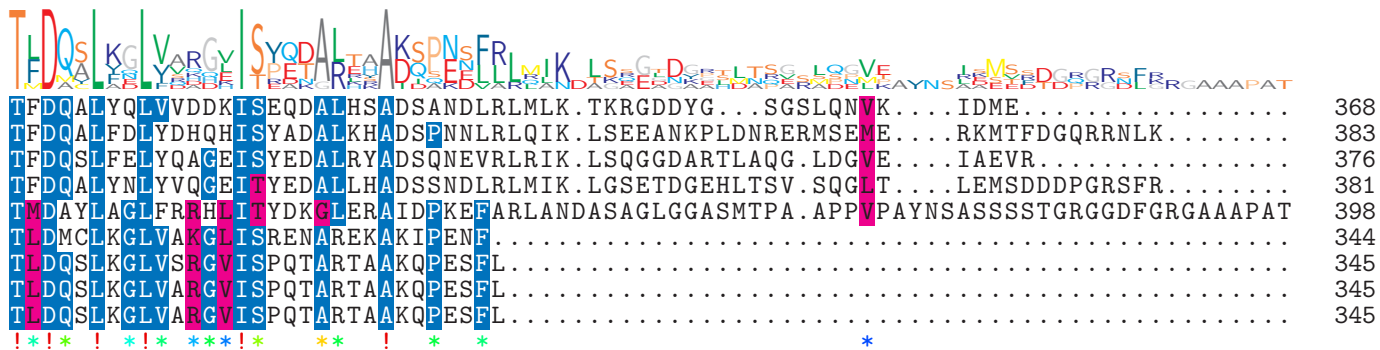 TFDQALYQLVVDDKISEQDALHSADSANDLRLMLK.TKRGDDYG...SGSLQNVK....IDME................. 368
TFDQALFDLYDHQHISYADALKHADSPNNLRLQIK.LSEEANKPLDNRERMSEME....RKMTFDGQRRNLK........ 383
TFDQSLFELYQAGEISYEDALRYADSQNEVRLRIK.LSQGGDARTLAQG.LDGVE....IAEVR................ 376
TFDQALYNLYVQGEITYEDALLHADSSNDLRLMIK.LGSETDGEHLTSV.SQGLT....LEMSDDDPGRSFR........ 381
TMDAYLAGLFRRHLITYDKGLERAIDPKEFARLANDASAGLGGASMTPA.APPVPAYNSASSSSTGRGGDFGRGAAAPAT 398
TLDMCLKGLVAKGLISRENAREKAKIPENF.................................................. 344
TLDQSLKGLVSRGVISPQTARTAAKQPESFL................................................. 345
TLDQSLKGLVARGVISPQTARTAAKQPESFL................................................. 345
TLDQSLKGLVARGVISPQTARTAAKQPESFL................................................. 345
!*!* ! *!* ****!*   **  !  *  *                        *